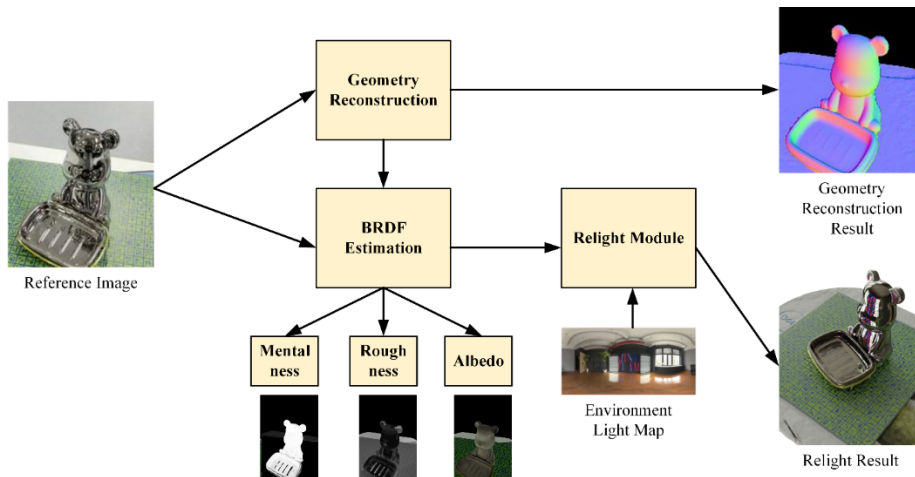 Geometry
Reconstruction
Reference Image
BRDF
Estimation
Relight Module
Geometry
Reconstruction
Result
Mental
ness
Rough
ness
Albedo
Environment
Light Map
Relight Result